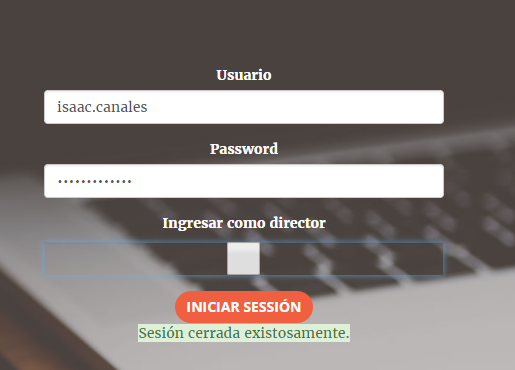 Usuario
isaac.canales
Password
•••••••••••••
Ingresar como director
INICIAR SESSIÓN
Sesión cerrada existosamente.